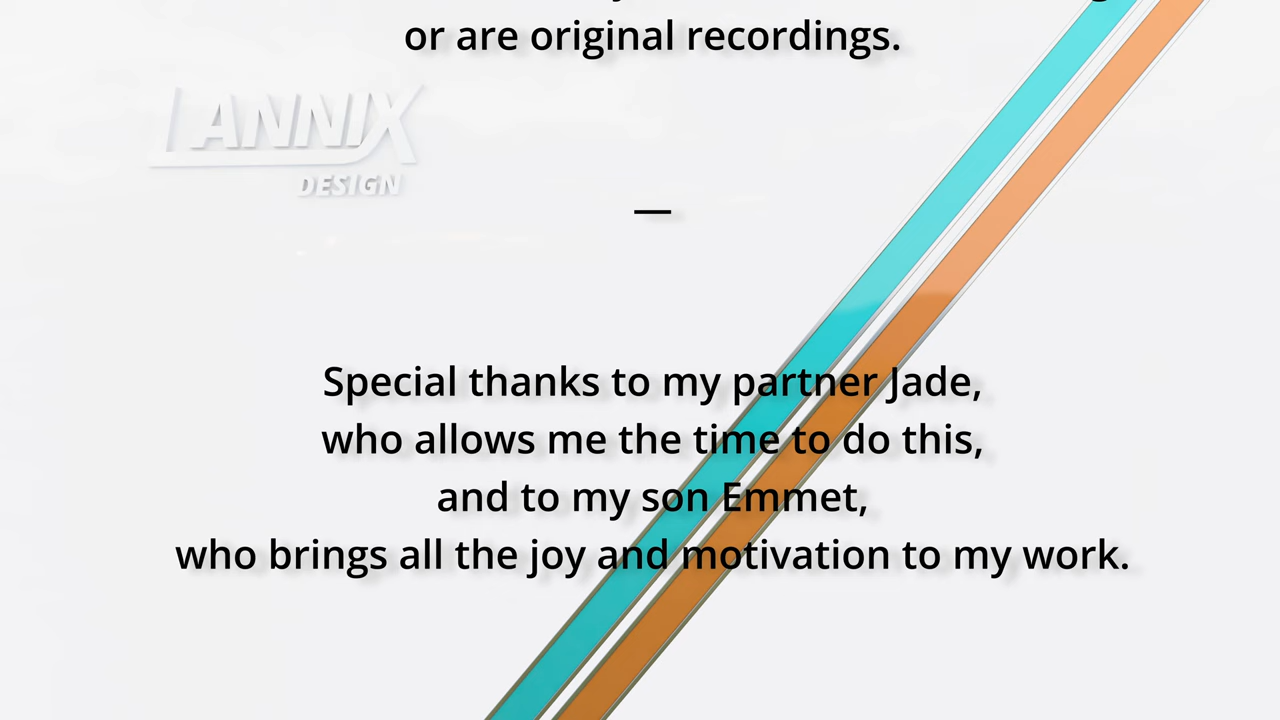 or are original recordings.
LANNIX
DESIGN
—
Special thanks to my partner Jade,
who allows me the time to do this,
and to my son Emmet,
who brings all the joy and motivation to my work.